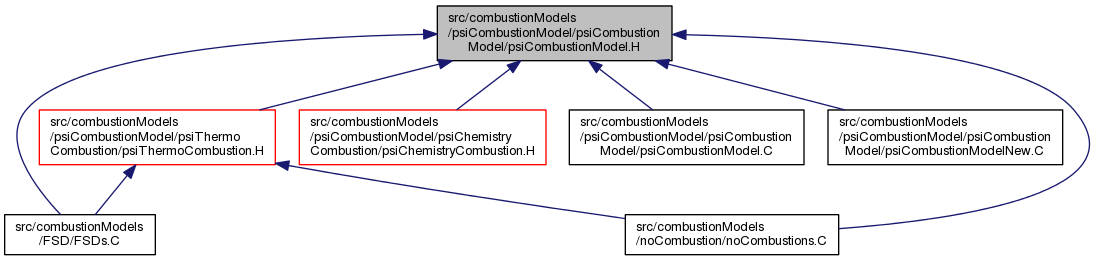 src/combustionModels
/psiCombustionModel/psiCombustion
Model/psiCombustionModel.H
src/combustionModels
/psiCombustionModel/psiThermo
Combustion/psiThermoCombustion.H
src/combustionModels
/psiCombustionModel/psiChemistry
Combustion/psiChemistryCombustion.H
src/combustionModels
/psiCombustionModel/psiCombustion
Model/psiCombustionModel.C
src/combustionModels
/psiCombustionModel/psiCombustion
Model/psiCombustionModelNew.C
src/combustionModels
/FSD/FSDs.C
src/combustionModels
/noCombustion/noCombustions.C